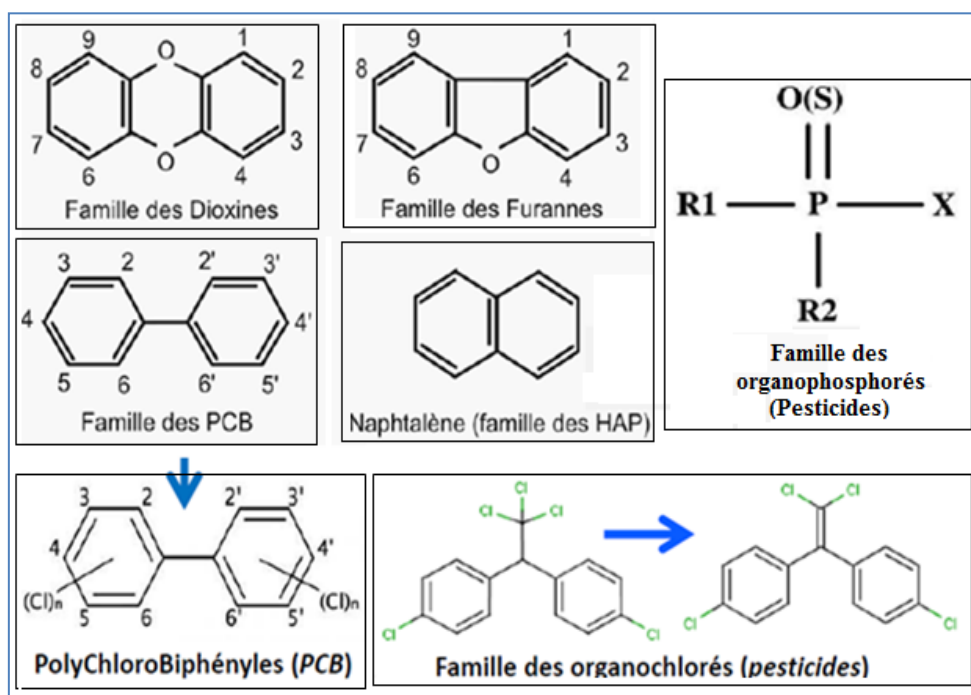 9 O 1
8 2
7 O 3
6 4
Famille des Dioxines
9 1
8 2
7 3
6 O 4
Famille des Furannes
O(S)
R1 P X
R2
Famille des
organophosphorés
(Pesticides)
3 2 2' 3'
4 4'
5 6 6' 5'
Famille des PCB
Naphtalène (famille des HAP)
3 2 2' 3'
4 4'
(Cl)n 5 6 6' 5' (Cl)n
PolyChloroBiphényles (PCB)
Cl
Cl Cl
Cl Cl
Cl Cl
Cl Cl
Famille des organochlorés (pesticides)